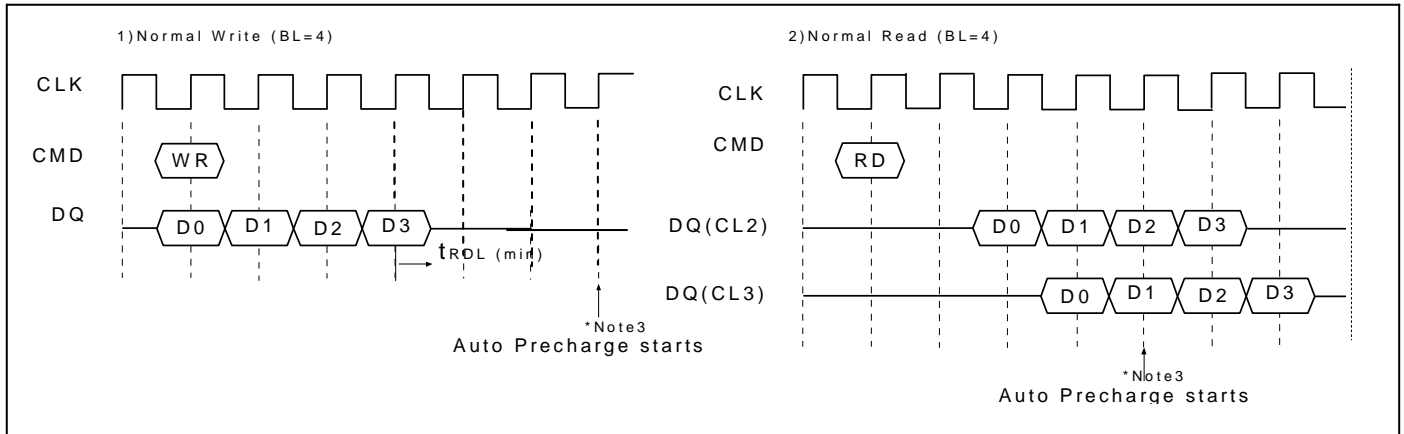 1)Normal Write (BL=4)
CLK
CMD
WR
DQ
D0 D1 D2 D3
tRDL (min)
*Note3
Auto Precharge starts
2)Normal Read (BL=4)
CLK
CMD
RD
DQ(CL2)
D0 D1 D2 D3
DQ(CL3)
D0 D1 D2 D3
*Note3
Auto Precharge starts